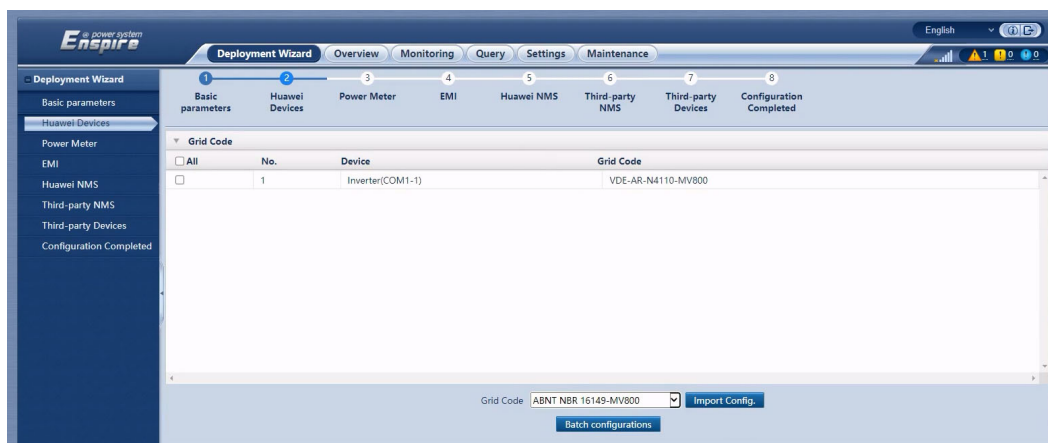 @ power system
Enspire
English
Deployment Wizard Overview Monitoring Query Settings Maintenance
1 0 0
Deployment Wizard
Basic parameters
Huawei Devices
Power Meter
EMI
Huawei NMS
Third-party NMS
Third-party Devices
Configuration Completed
1 2 3 4 5 6 7 8
Basic parameters
Huawei Devices
Power Meter
EMI
Huawei NMS
Third-party NMS
Third-party Devices
Configuration Completed
Grid Code
All No. Device Grid Code
1 Inverter(COM1-1) VDE-AR-N4110-MV800
Grid Code ABNT NBR 16149-MV800 Import Config.
Batch configurations